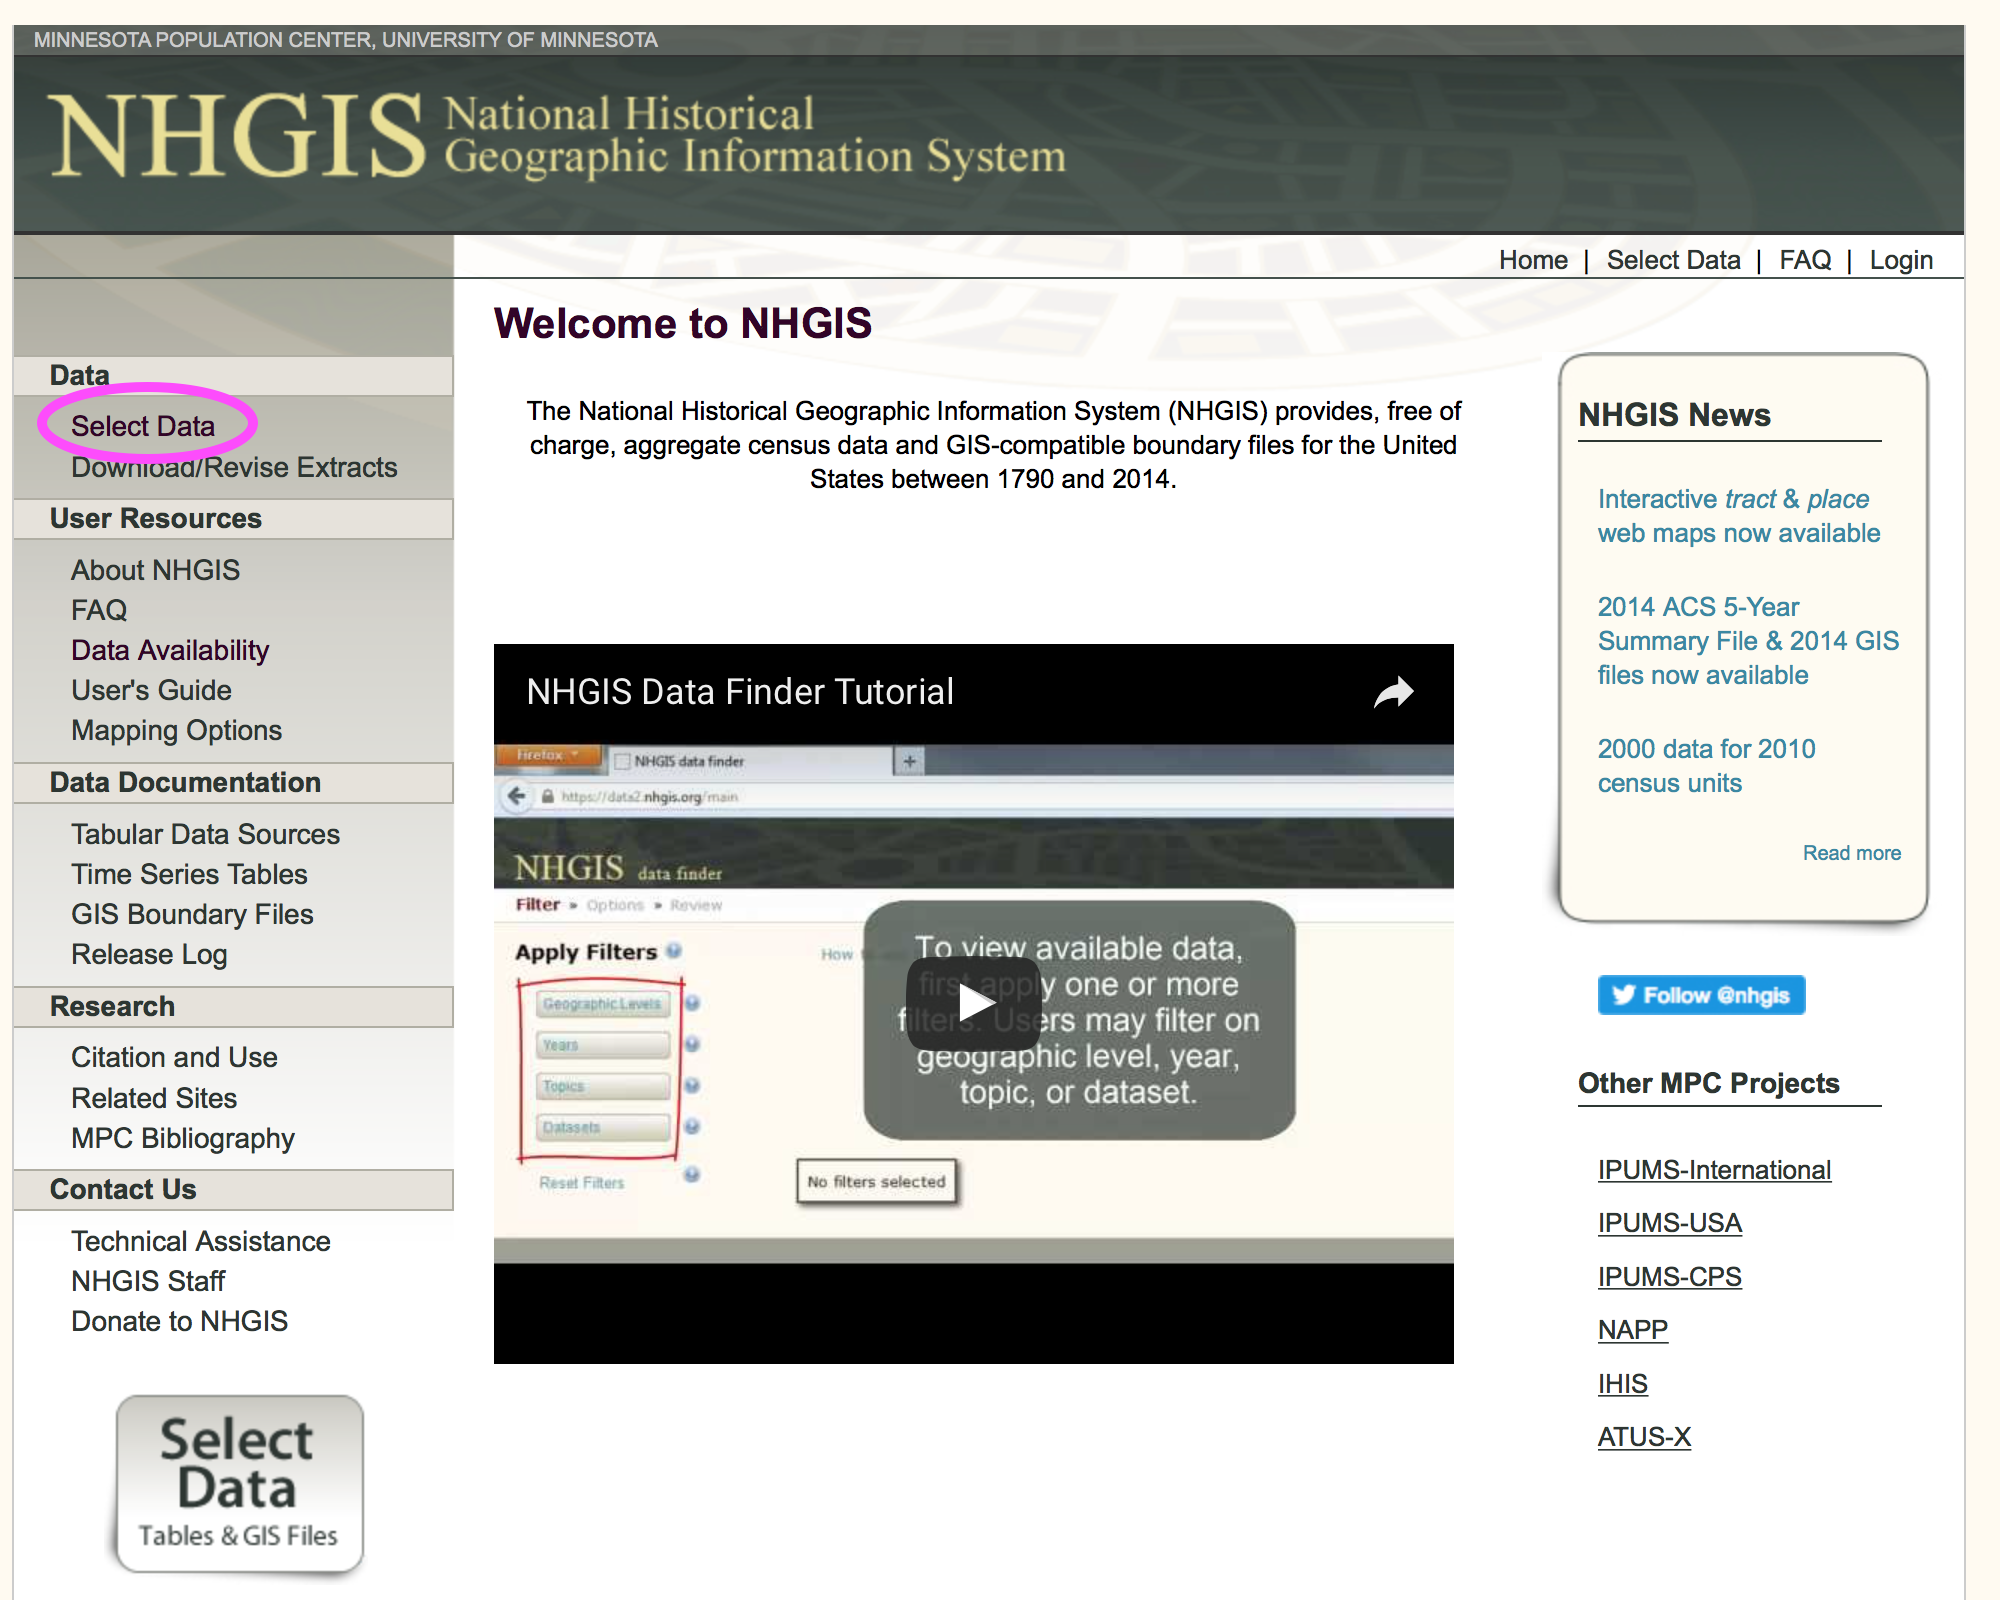 MINNESOTA POPULATION CENTER, UNIVERSITY OF MINNESOTA
NHGIS
National Historical
Geographic Information System
Home | Select Data | FAQ | Login
Data
Select Data
Download/Revise Extracts
User Resources
About NHGIS
FAQ
Data Availability
User's Guide
Mapping Options
Data Documentation
Tabular Data Sources
Time Series Tables
GIS Boundary Files
Release Log
Research
Citation and Use
Related Sites
MPC Bibliography
Contact Us
Technical Assistance
NHGIS Staff
Donate to NHGIS
Select
Data
Tables & GIS Files
Welcome to NHGIS
The National Historical Geographic Information System (NHGIS) provides, free of
charge, aggregate census data and GIS-compatible boundary files for the United
States between 1790 and 2014.
NHGIS Data Finder Tutorial
Firefox
NHGIS data finder
https://data2.nhgis.org/main
NHGIS data finder
Filter » Options » Review
Apply Filters
How
Geographic Levels
Years
Topics
Datasets
Reset Filters
To view available data,
first apply one or more
filters. Users may filter on
geographic level, year,
topic, or dataset.
No filters selected
NHGIS News
Interactive tract & place
web maps now available
2014 ACS 5-Year
Summary File & 2014 GIS
files now available
2000 data for 2010
census units
Read more
Follow @nhgis
Other MPC Projects
IPUMS-International
IPUMS-USA
IPUMS-CPS
NAPP
IHIS
ATUS-X